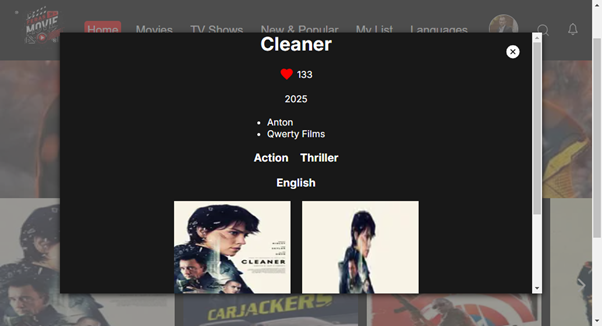 MOVIE
Home Movies TV Shows New & Popular My List Languages
Cleaner
133
2025
Anton
Qwerty Films
Action Thriller
English
CLEANER
CARJACKERS